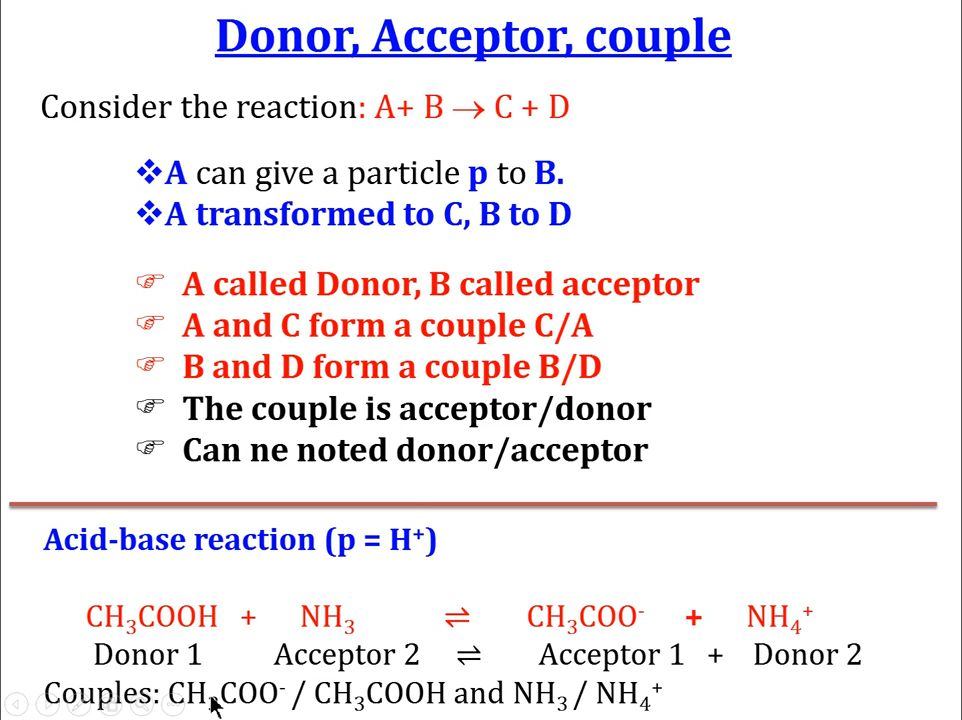 Donor, Acceptor, couple
Consider the reaction: A+ B → C + D
❖A can give a particle p to B.
❖A transformed to C, B to D
☞ A called Donor, B called acceptor
☞ A and C form a couple C/A
☞ B and D form a couple B/D
☞ The couple is acceptor/donor
☞ Can ne noted donor/acceptor
Acid-base reaction (p = H⁺)
CH₃COOH + NH₃ ⇌ CH₃COO⁻ + NH₄⁺
Donor 1 Acceptor 2 ⇌ Acceptor 1 + Donor 2
Couples: CH₃COO⁻ / CH₃COOH and NH₃ / NH₄⁺